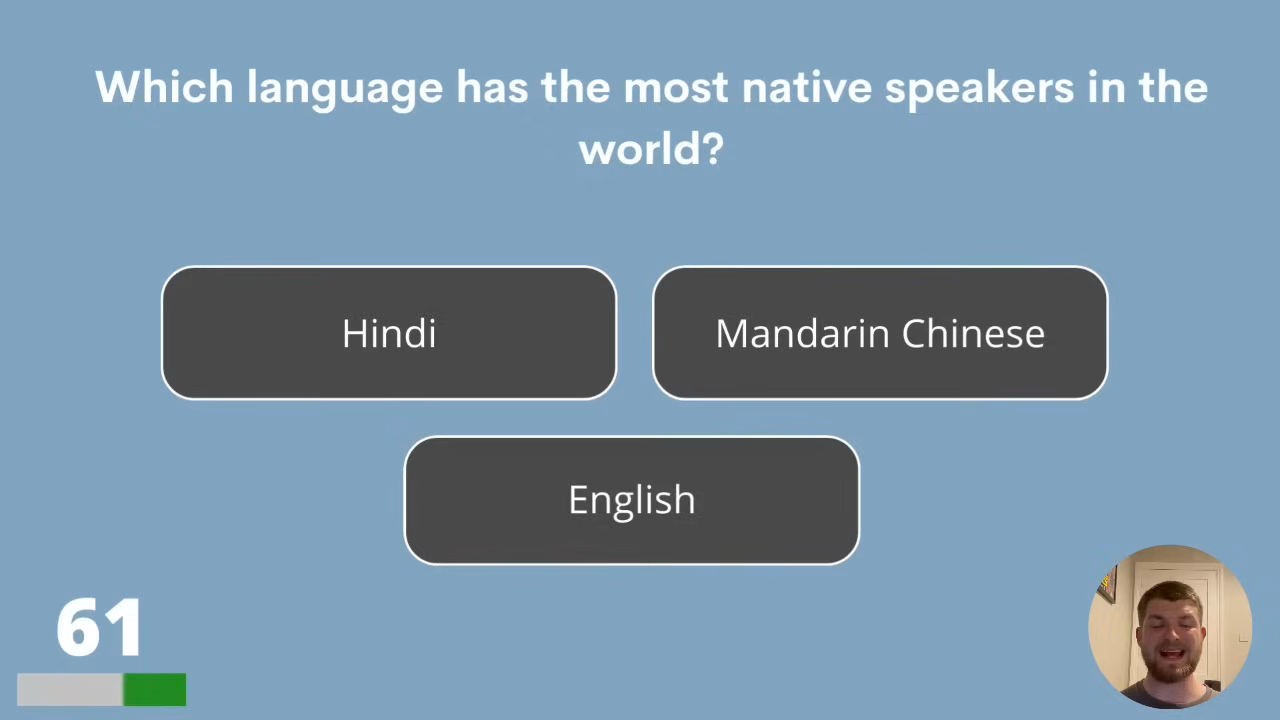 Which language has the most native speakers in the
world?
Hindi
Mandarin Chinese
English
61